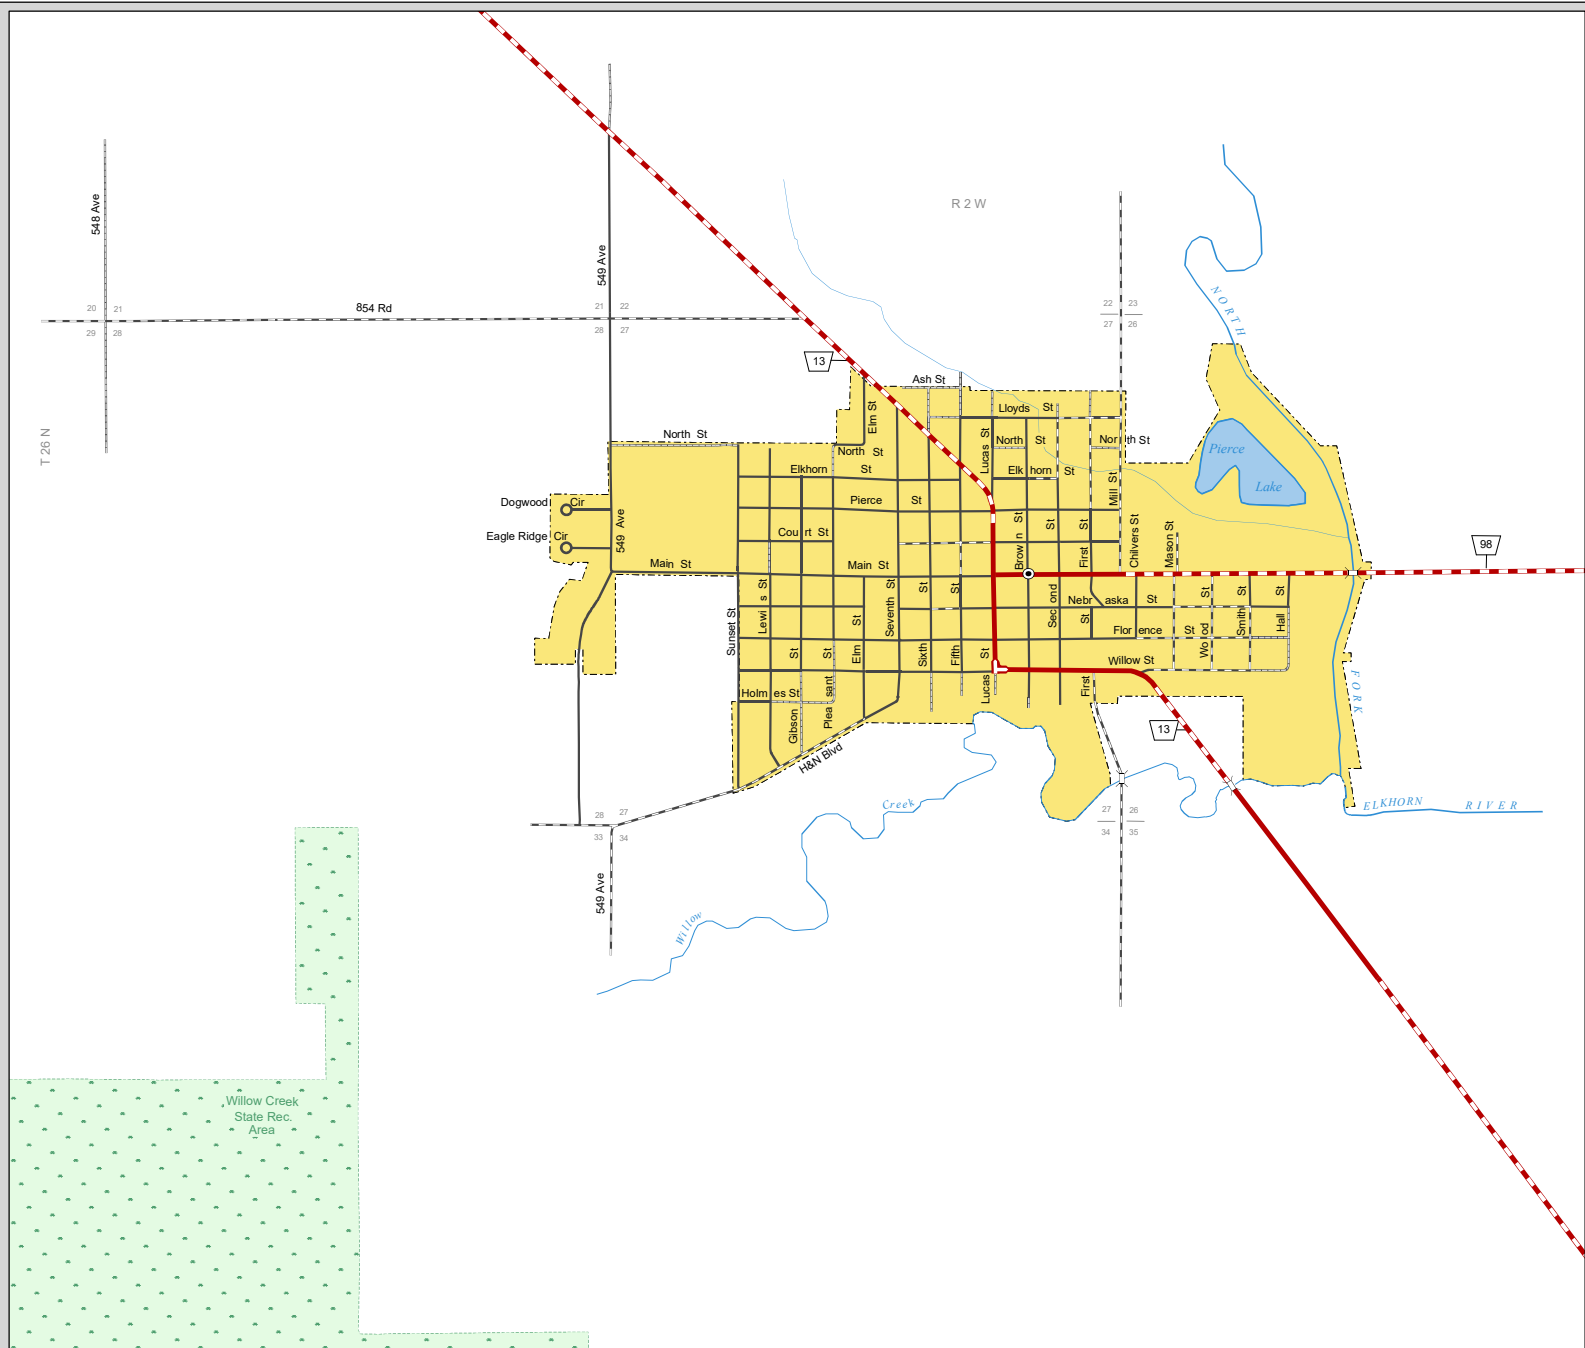 R 2 W
T 26 N
548 Ave
549 Ave
854 Rd
20 21
29 28
21 22
28 27
22 23
27 26
13
NORTH
Ash St
Lloyds St
Elm St
North St
North St
North St
North St
Lucas St
Elkhorn St
Elkhorn St
Pierce
Lake
Dogwood Cir
Pierce St
Mill St
Eagle Ridge Cir
549 Ave
Court St
Brown St
St
First St
Chilvers St
Mason St
98
Main St
Main St
Sunset St
Lewis St
Seventh St
St
St
Second
Nebraska St
St
St
St
Florence St
Wood
Smith
Hall
Elm St
Sixth
Fifth
St
St
Willow St
St
St
Holmes St
Gibson
Pleasant
Lucas
First
FORK
13
H&N Blvd
Creek
ELKHORN RIVER
28 27
33 34
27 26
34 35
549 Ave
Willow
Willow Creek
State Rec.
Area